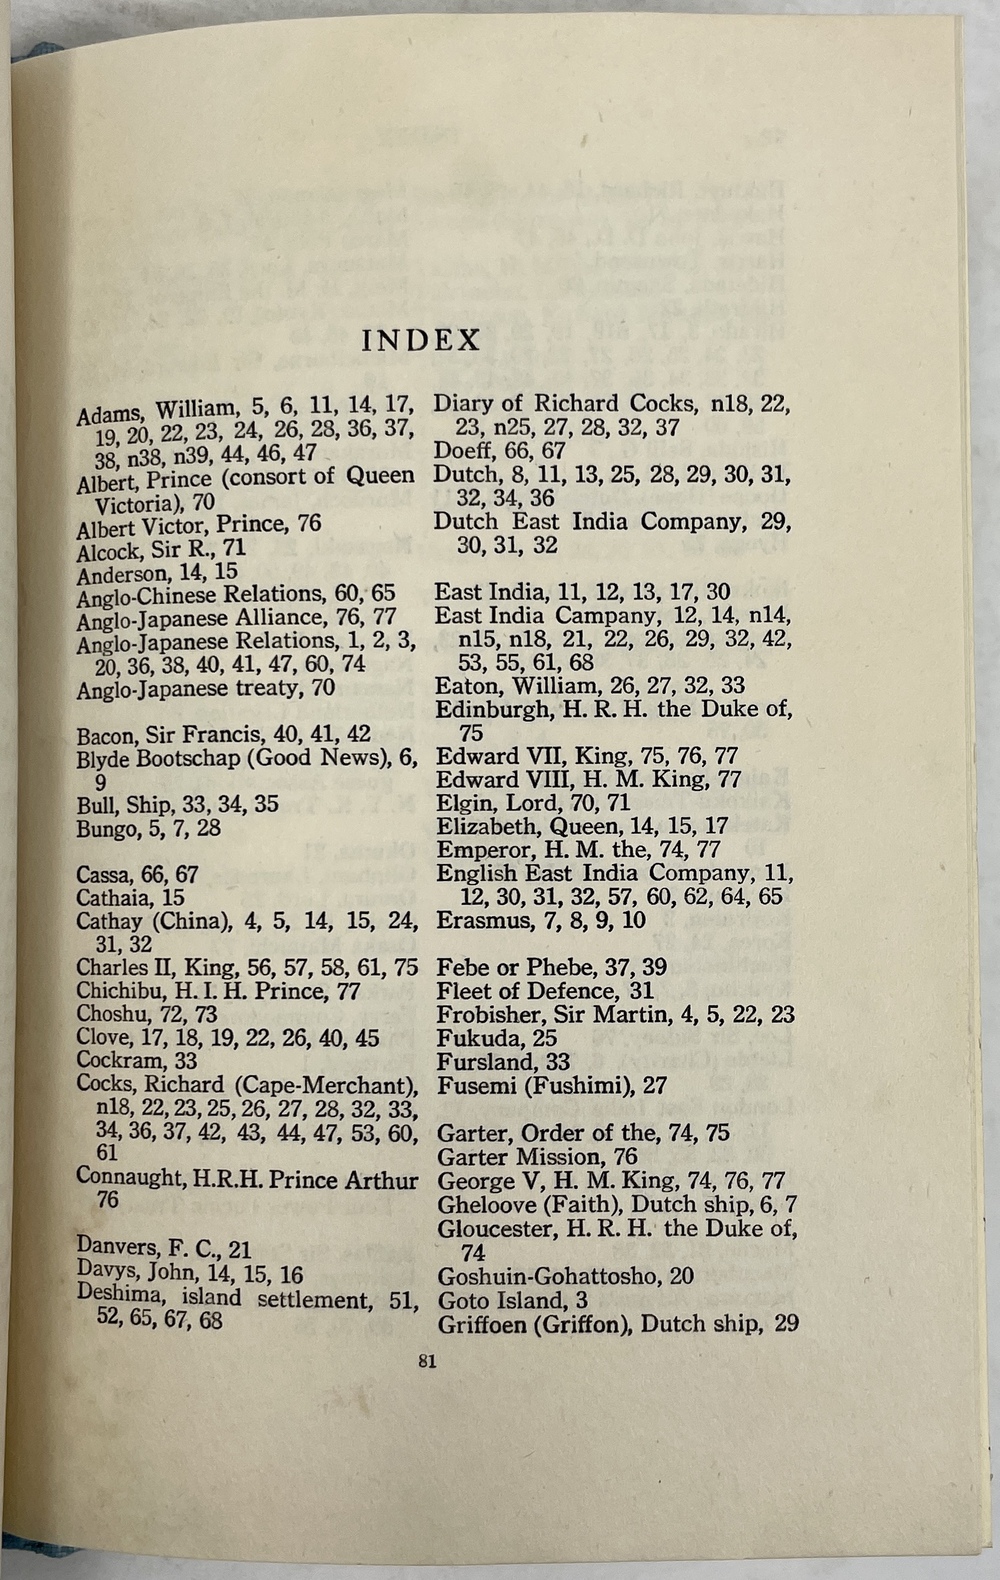 INDEX
Adams, William, 5, 6, 11, 14, 17,
19, 20, 22, 23, 24, 26, 28, 36, 37,
38, n38, n39, 44, 46, 47
Albert, Prince (consort of Queen
Victoria), 70
Albert Victor, Prince, 76
Alcock, Sir R., 71
Anderson, 14, 15
Anglo-Chinese Relations, 60, 65
Anglo-Japanese Alliance, 76, 77
Anglo-Japanese Relations, 1, 2, 3,
20, 36, 38, 40, 41, 47, 60, 74
Anglo-Japanese treaty, 70
Bacon, Sir Francis, 40, 41, 42
Blyde Bootschap (Good News), 6,
9
Bull, Ship, 33, 34, 35
Bungo, 5, 7, 28
Cassa, 66, 67
Cathaia, 15
Cathay (China), 4, 5, 14, 15, 24,
31, 32
Charles II, King, 56, 57, 58, 61, 75
Chichibu, H. I. H. Prince, 77
Choshu, 72, 73
Clove, 17, 18, 19, 22, 26, 40, 45
Cockram, 33
Cocks, Richard (Cape-Merchant),
n18, 22, 23, 25, 26, 27, 28, 32, 33,
34, 36, 37, 42, 43, 44, 47, 53, 60,
61
Connaught, H.R.H. Prince Arthur
76
Danvers, F. C., 21
Davys, John, 14, 15, 16
Deshima, island settlement, 51,
52, 65, 67, 68
Diary of Richard Cocks, n18, 22,
23, n25, 27, 28, 32, 37
Doeff, 66, 67
Dutch, 8, 11, 13, 25, 28, 29, 30, 31,
32, 34, 36
Dutch East India Company, 29,
30, 31, 32
East India, 11, 12, 13, 17, 30
East India Campany, 12, 14, n14,
n15, n18, 21, 22, 26, 29, 32, 42,
53, 55, 61, 68
Eaton, William, 26, 27, 32, 33
Edinburgh, H. R. H. the Duke of,
75
Edward VII, King, 75, 76, 77
Edward VIII, H. M. King, 77
Elgin, Lord, 70, 71
Elizabeth, Queen, 14, 15, 17
Emperor, H. M. the, 74, 77
English East India Company, 11,
12, 30, 31, 32, 57, 60, 62, 64, 65
Erasmus, 7, 8, 9, 10
Febe or Phebe, 37, 39
Fleet of Defence, 31
Frobisher, Sir Martin, 4, 5, 22, 23
Fukuda, 25
Fursland, 33
Fusemi (Fushimi), 27
Garter, Order of the, 74, 75
Garter Mission, 76
George V, H. M. King, 74, 76, 77
Gheloove (Faith), Dutch ship, 6, 7
Gloucester, H. R. H. the Duke of,
74
Goshuin-Gohattosho, 20
Goto Island, 3
Griffoen (Griffon), Dutch ship, 29
81